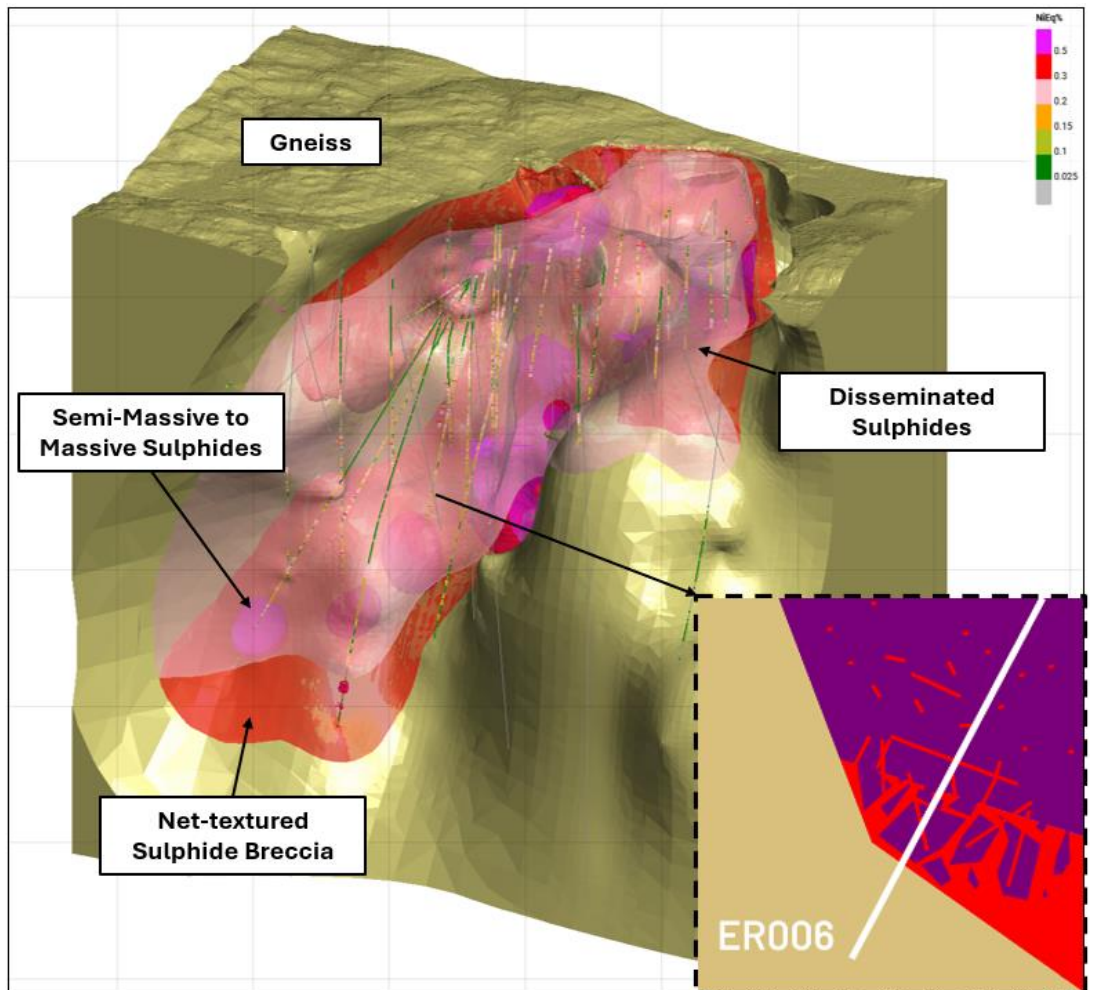 NiEq%
0.5
0.3
0.2
0.15
0.1
0.025
Gneiss
Semi-Massive to
Massive Sulphides
Disseminated
Sulphides
Net-textured
Sulphide Breccia
ER006